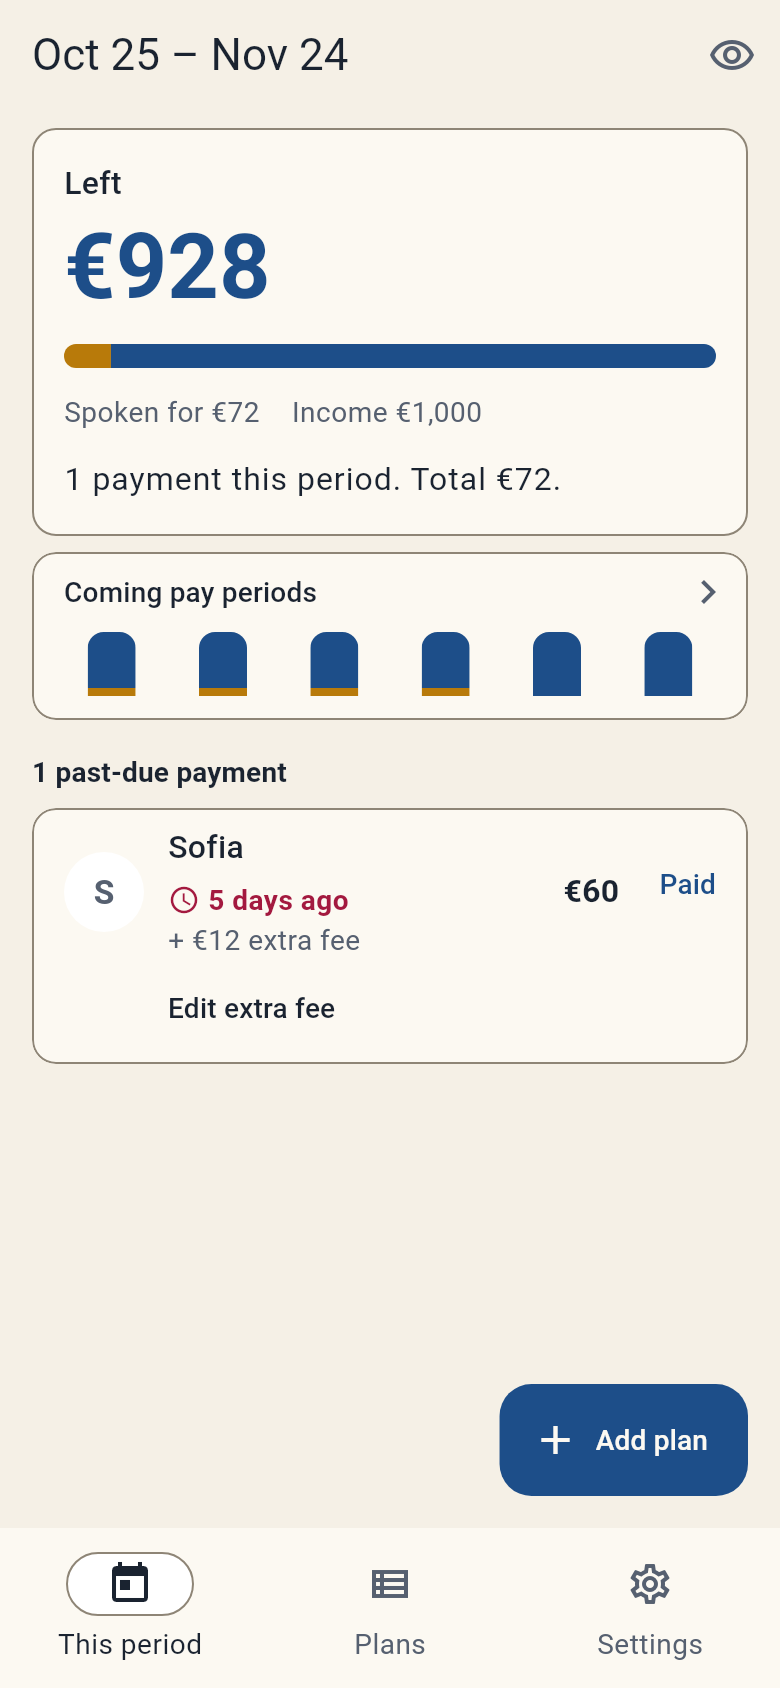 Oct 25 – Nov 24
Left
€928
Spoken for €72 Income €1,000
1 payment this period. Total €72.
Coming pay periods
1 past-due payment
Sofia
S
5 days ago
€60
Paid
+ €12 extra fee
Edit extra fee
Add plan
This period
Plans
Settings